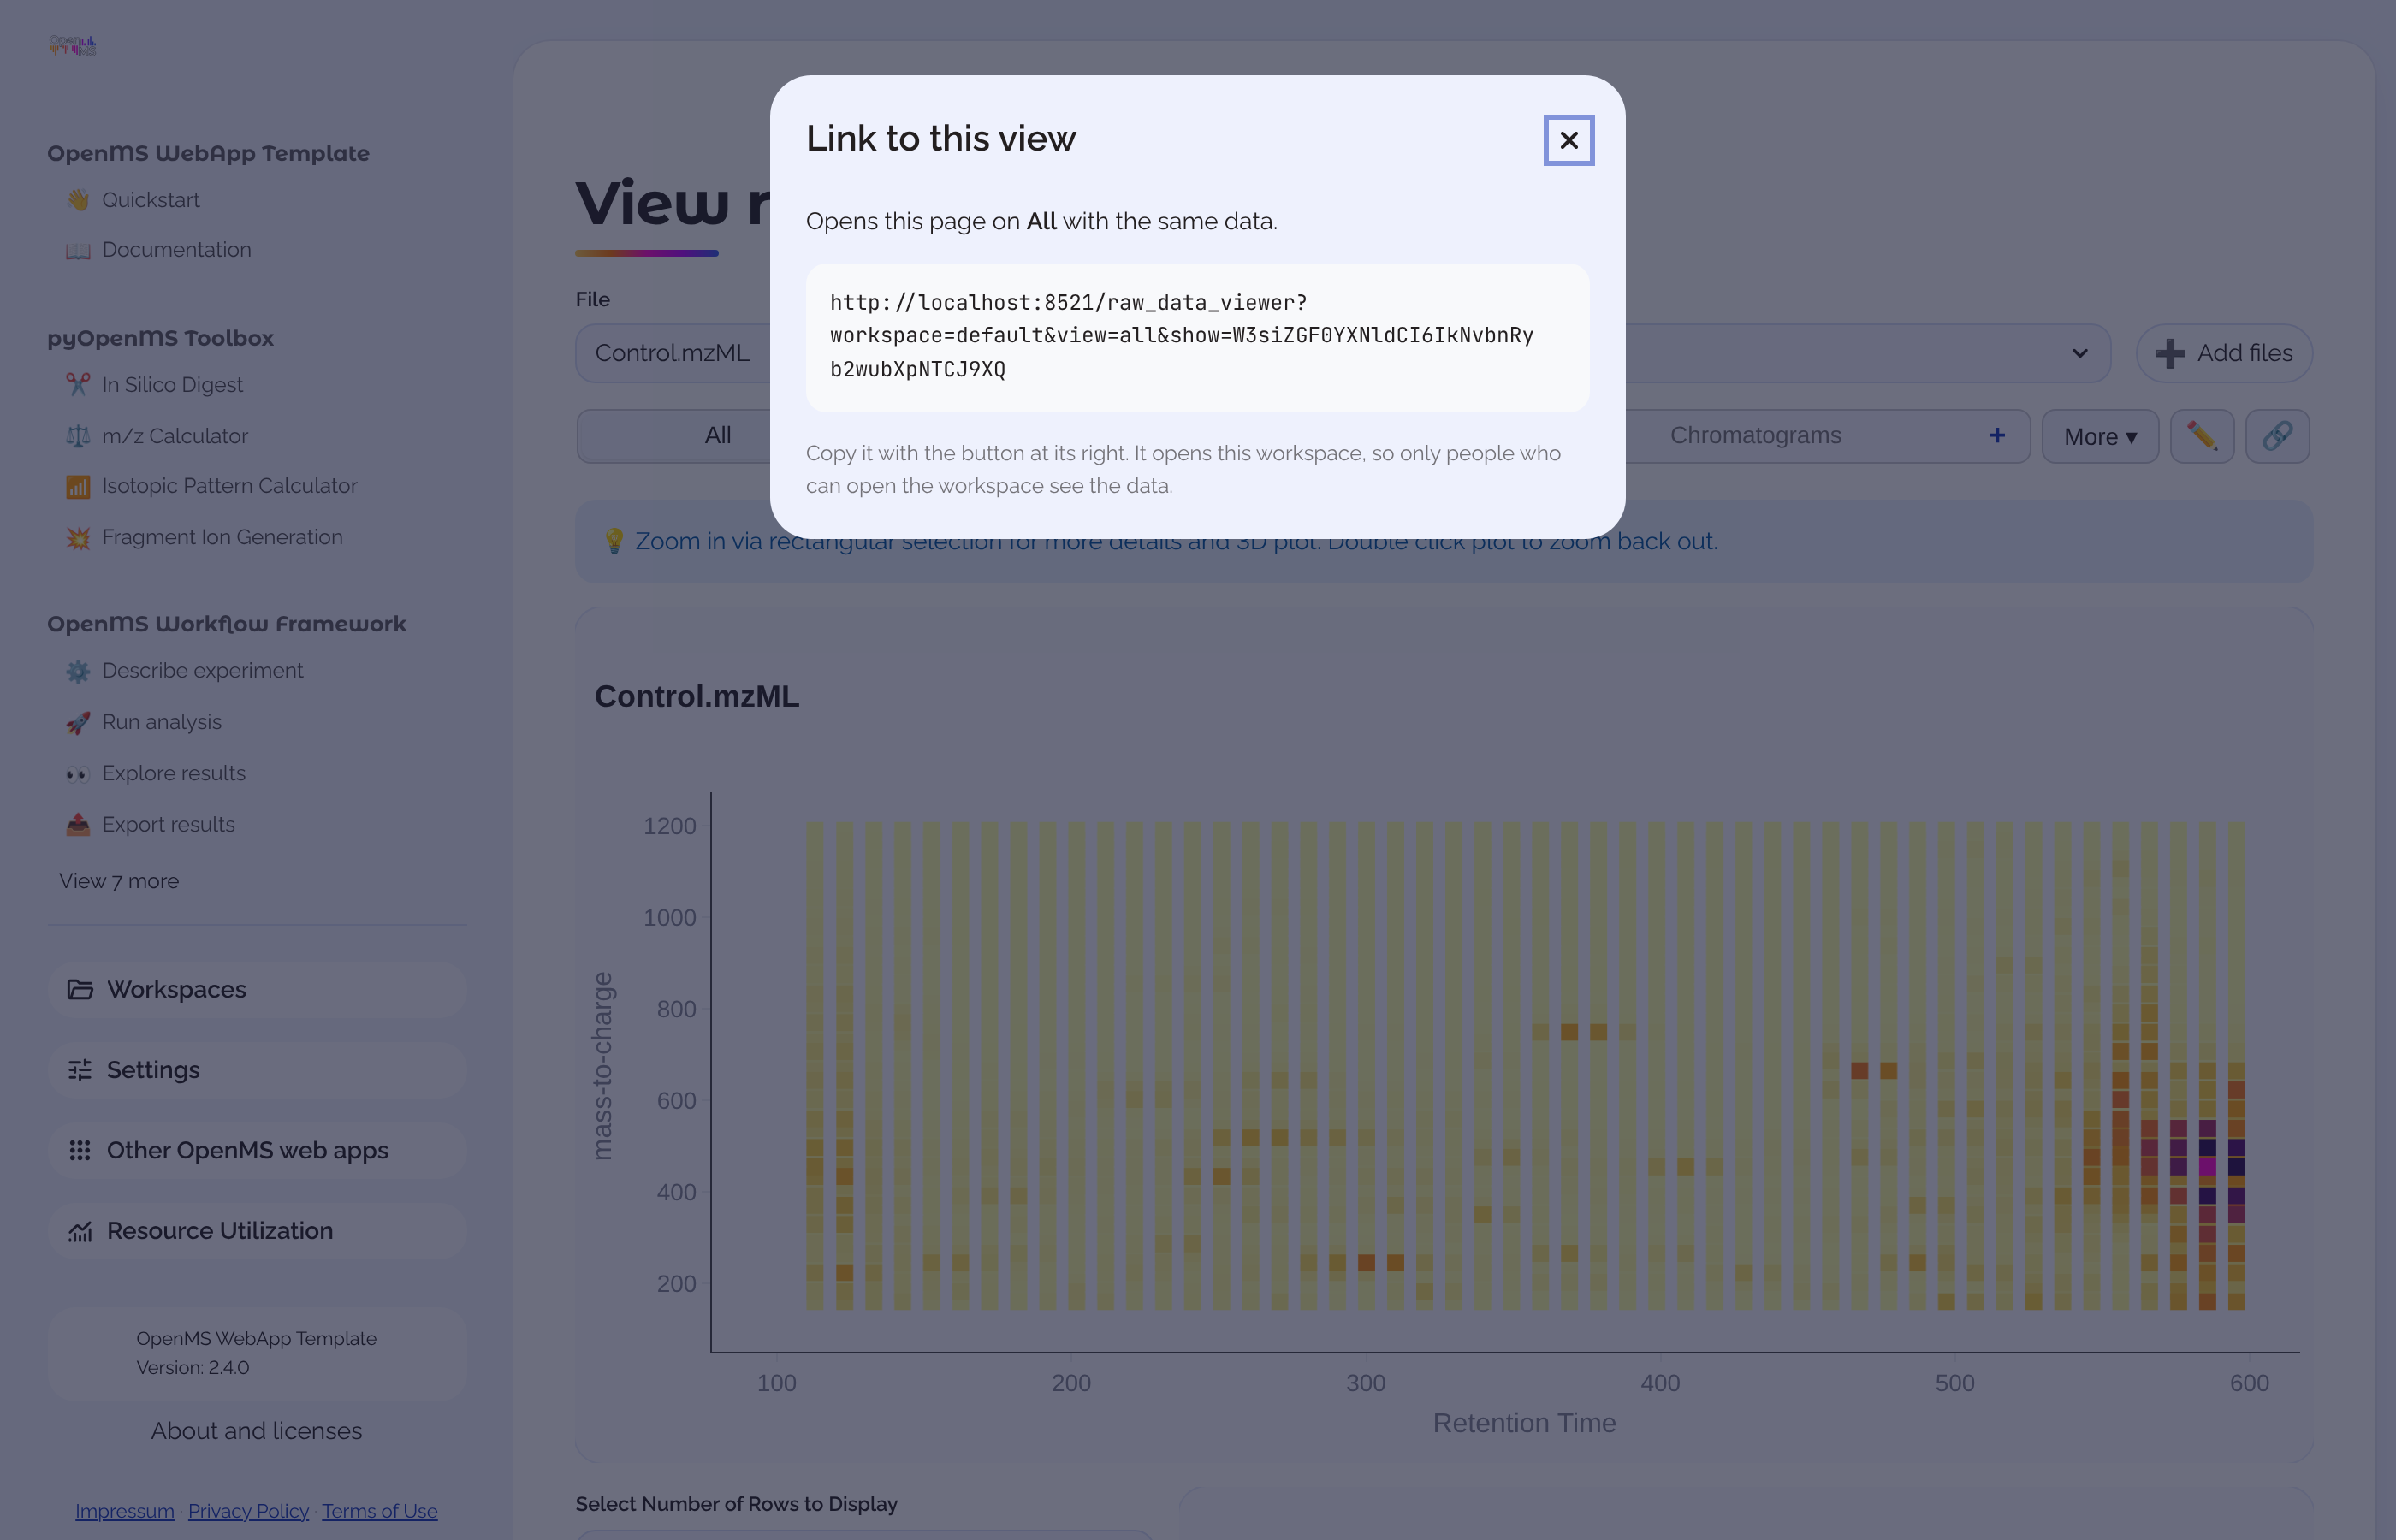 OpenMS
OpenMS WebApp Template
Quickstart
Documentation
pyOpenMS Toolbox
In Silico Digest
m/z Calculator
Isotopic Pattern Calculator
Fragment Ion Generation
OpenMS Workflow Framework
Describe experiment
Run analysis
Explore results
Export results
View 7 more
Workspaces
Settings
Other OpenMS web apps
Resource Utilization
OpenMS WebApp Template
Version: 2.4.0
About and licenses
Impressum · Privacy Policy · Terms of Use
View
File
Control.mzML
Add files
All
Chromatograms
+
More ▾
Link to this view
Opens this page on All with the same data.
http://localhost:8521/raw_data_viewer?
workspace=default&view=all&show=W3siZGF0YXNldCI6IkNvbnRy
b2wubXpNTCJ9XQ
Copy it with the button at its right. It opens this workspace, so only people who
can open the workspace see the data.
Zoom in via rectangular selection for more details and 3D plot. Double click plot to zoom back out.
Control.mzML
mass-to-charge
1200
1000
800
600
400
200
100 200 300 400 500 600
Retention Time
Select Number of Rows to Display